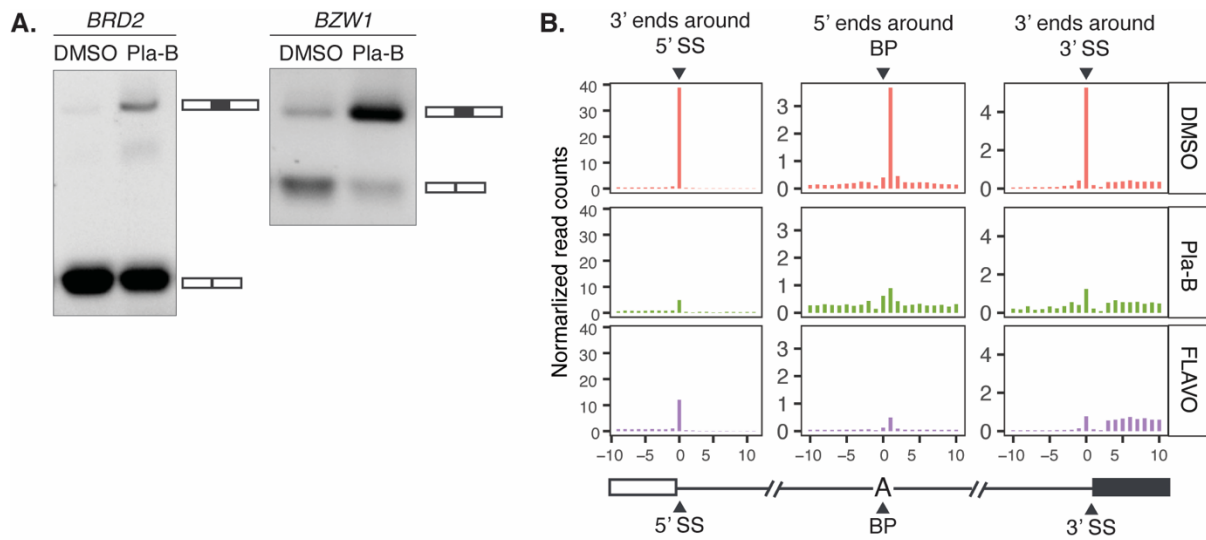 A.
BRD2
BZW1
DMSO Pla-B
DMSO Pla-B
B.
3' ends around
5' SS
5' ends around
BP
3' ends around
3' SS
Normarlized read counts
40
30
20
10
0
3
2
1
0
4
2
0
DMSO
40
30
20
10
0
3
2
1
0
4
2
0
Pla-B
40
30
20
10
0
3
2
1
0
4
2
0
FLAVO
−10 −5 0 5 10
−10 −5 0 5 10
−10 −5 0 5 10
A
5' SS
BP
3' SS